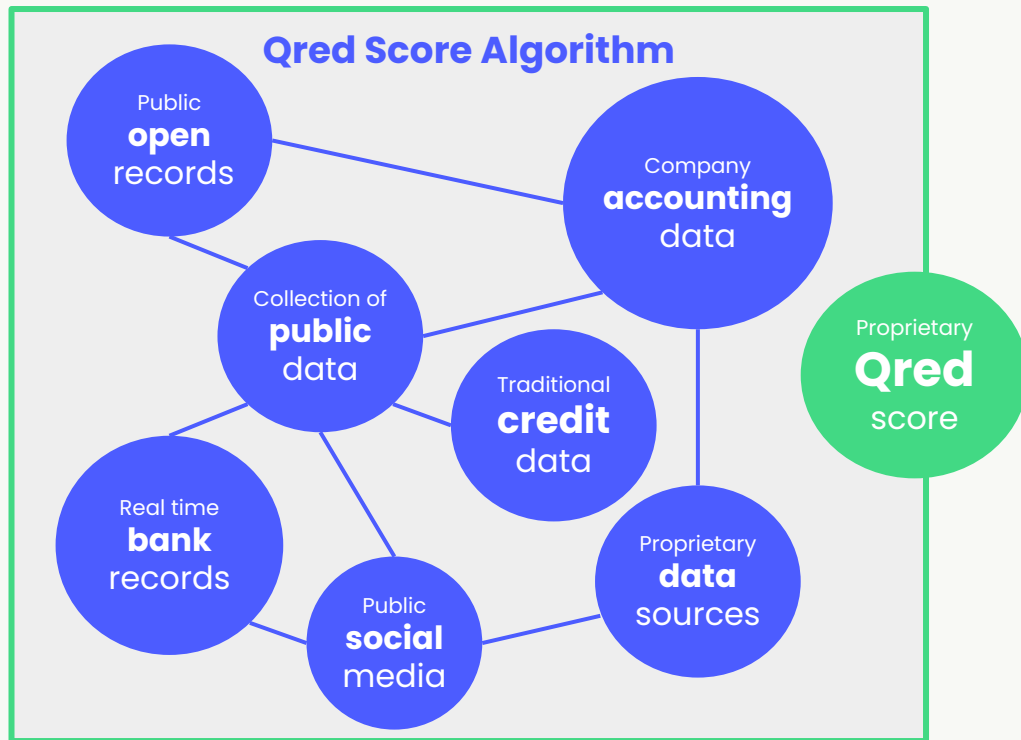 Qred Score Algorithm
Public
open
records
Company
accounting
data
Collection of
public
data
Proprietary
Qred
score
Traditional
credit
data
Real time
bank
records
Proprietary
data
sources
Public
social
media